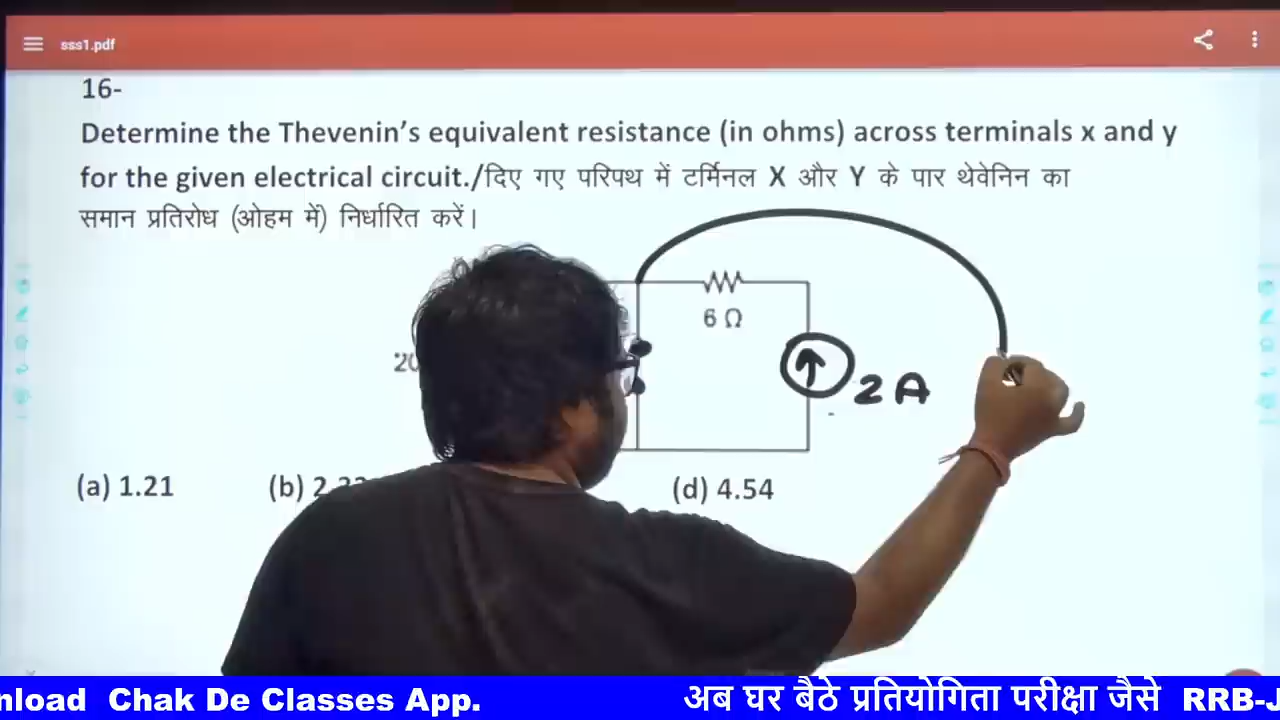 sss1.pdf
16-
Determine the Thevenin's equivalent resistance (in ohms) across terminals x and y
for the given electrical circuit./दिए गए परिपथ में टर्मिनल X और Y के पार थेवेनिन का
समान प्रतिरोध (ओहम में) निर्धारित करें।
6 Ω
20
2 A
(a) 1.21 (b) (d) 4.54
Chak De Classes App. अब घर बैठे प्रतियोगिता परीक्षा जैसे RRB-J